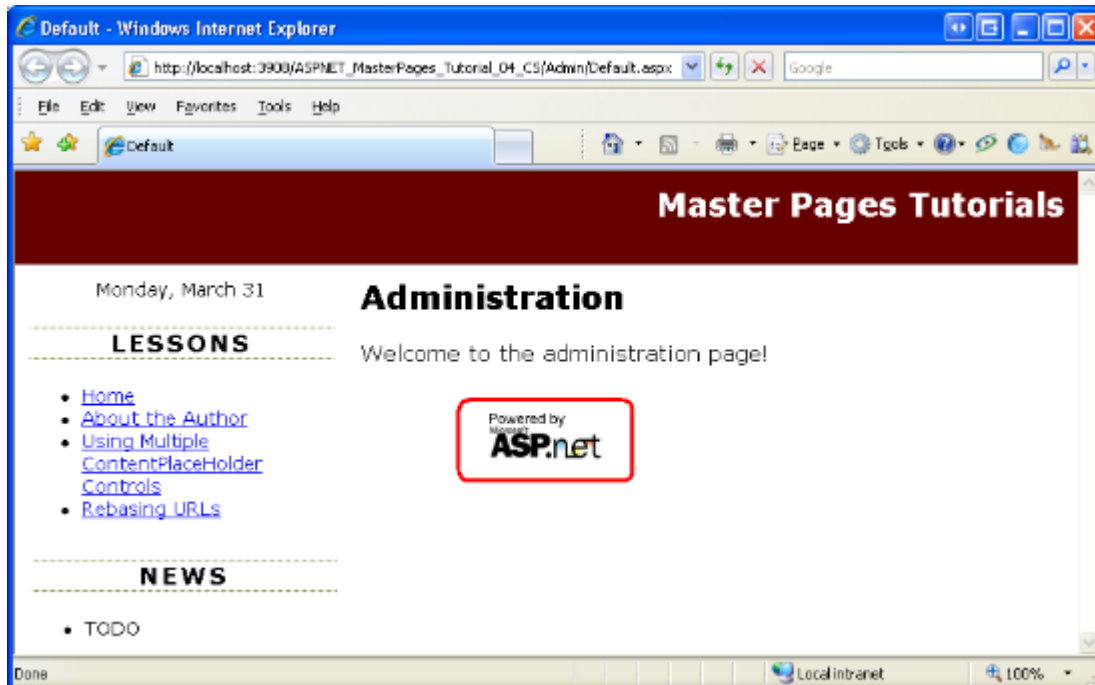 Default - Windows Internet Explorer
http://localhost:3908/ASPNET_MasterPages_Tutorial_04_CS/Admin/Default.aspx
Google
File Edit View Favorites Tools Help
Default
Page Tools
Master Pages Tutorials
Monday, March 31
LESSONS
Home
About the Author
Using Multiple
ContentPlaceHolder
Controls
Rebasing URLs
NEWS
TODO
Administration
Welcome to the administration page!
Powered by
Microsoft
ASP.net
Done
Local intranet
100%